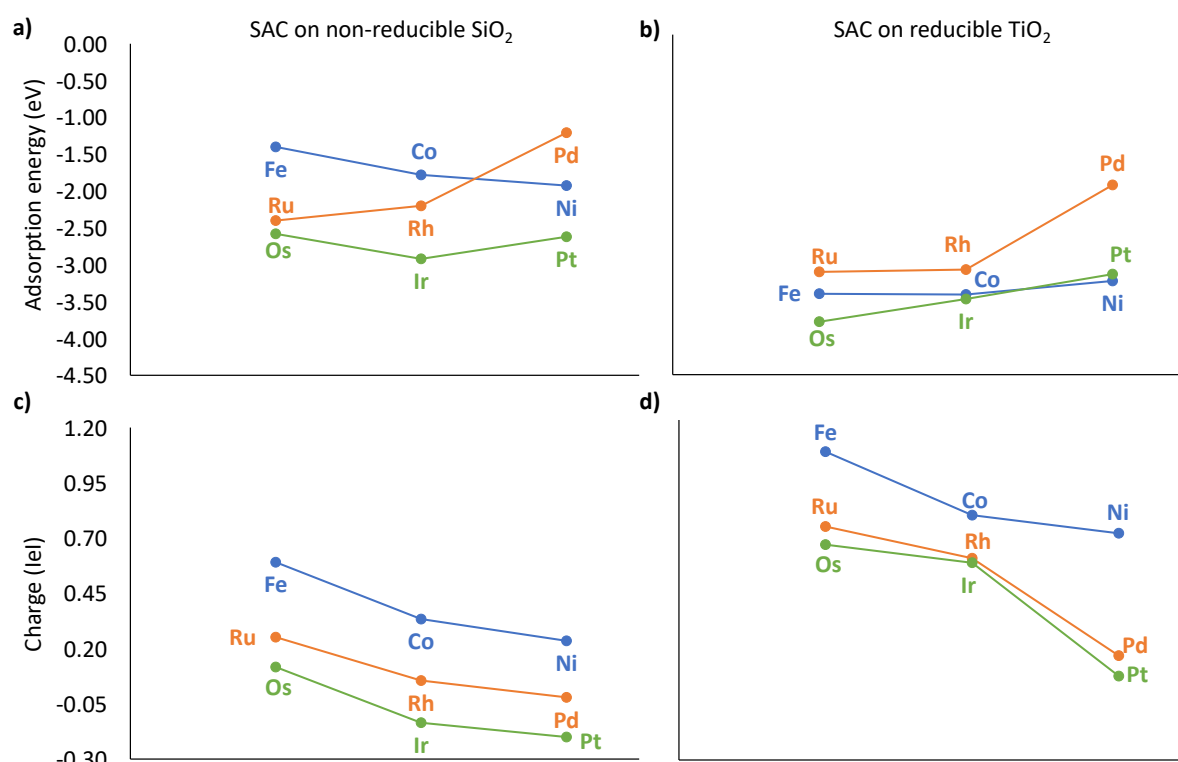 a)
SAC on non-reducible SiO₂
b)
SAC on reducible TiO₂
Adsorption energy (eV)
0.00
-0.50
-1.00
-1.50
-2.00
-2.50
-3.00
-3.50
-4.00
-4.50
Fe
Co
Ni
Ru
Rh
Pd
Os
Ir
Pt
Ru
Rh
Pd
Fe
Co
Ni
Os
Ir
Pt
c)
d)
Charge (IeI)
1.20
0.95
0.70
0.45
0.20
-0.05
-0.30
Fe
Co
Ni
Ru
Rh
Pd
Os
Ir
Pt
Fe
Co
Ni
Ru
Rh
Pd
Os
Ir
Pt